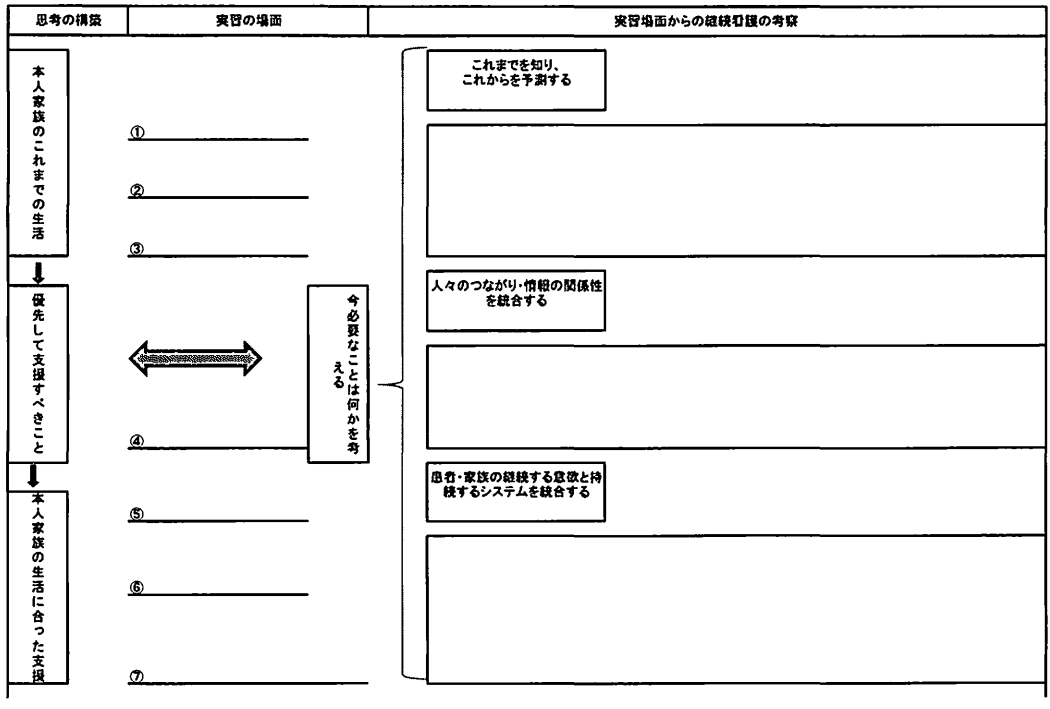 思考の構築
実習の場面
実習場面からの継続看護の考察
本人家族のこれまでの生活
①
②
③
これまでを知り、
これからを予測する
優先して支援すべきこと
④
今必要なことは何かを考
える
人々のつながり・情報の関係性
を統合する
本人家族の生活に合った支援
⑤
⑥
⑦
患者・家族の継続する意欲と持
続するシステムを統合する